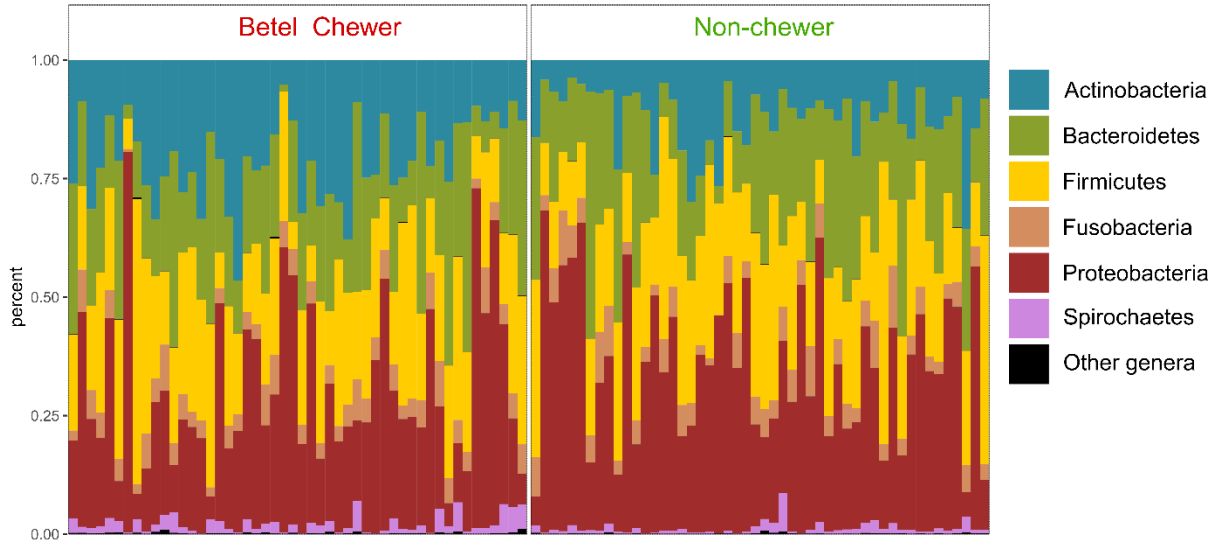 Betel Chewer
Non-chewer
1.00
0.75
0.50
0.25
0.00
percent
Actinobacteria
Bacteroidetes
Firmicutes
Fusobacteria
Proteobacteria
Spirochaetes
Other genera